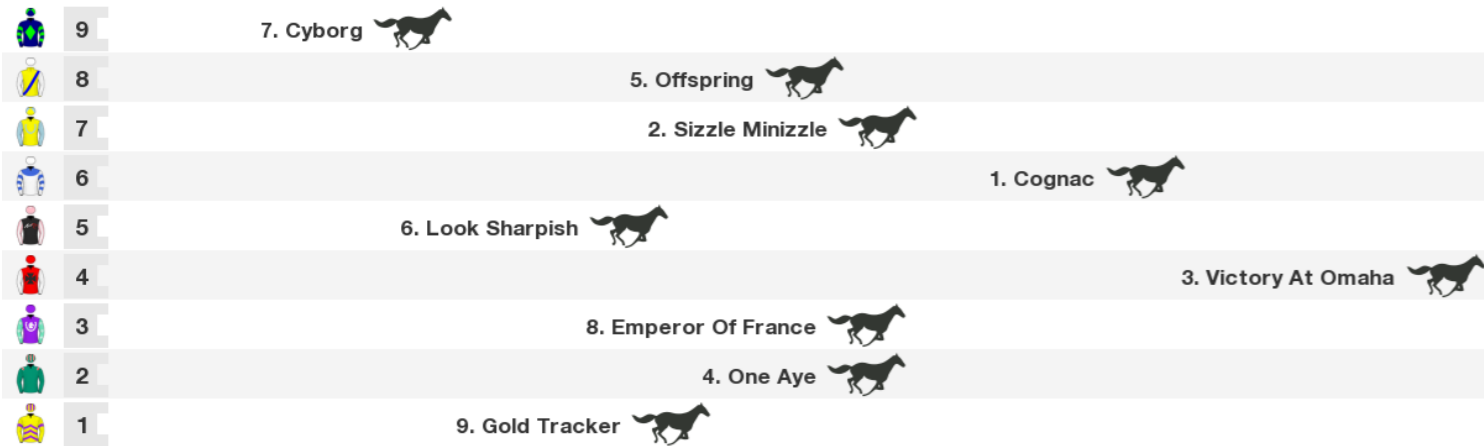 9 7. Cyborg
8 5. Offspring
7 2. Sizzle Minizzle
6 1. Cognac
5 6. Look Sharpish
4 3. Victory At Omaha
3 8. Emperor Of France
2 4. One Aye
1 9. Gold Tracker